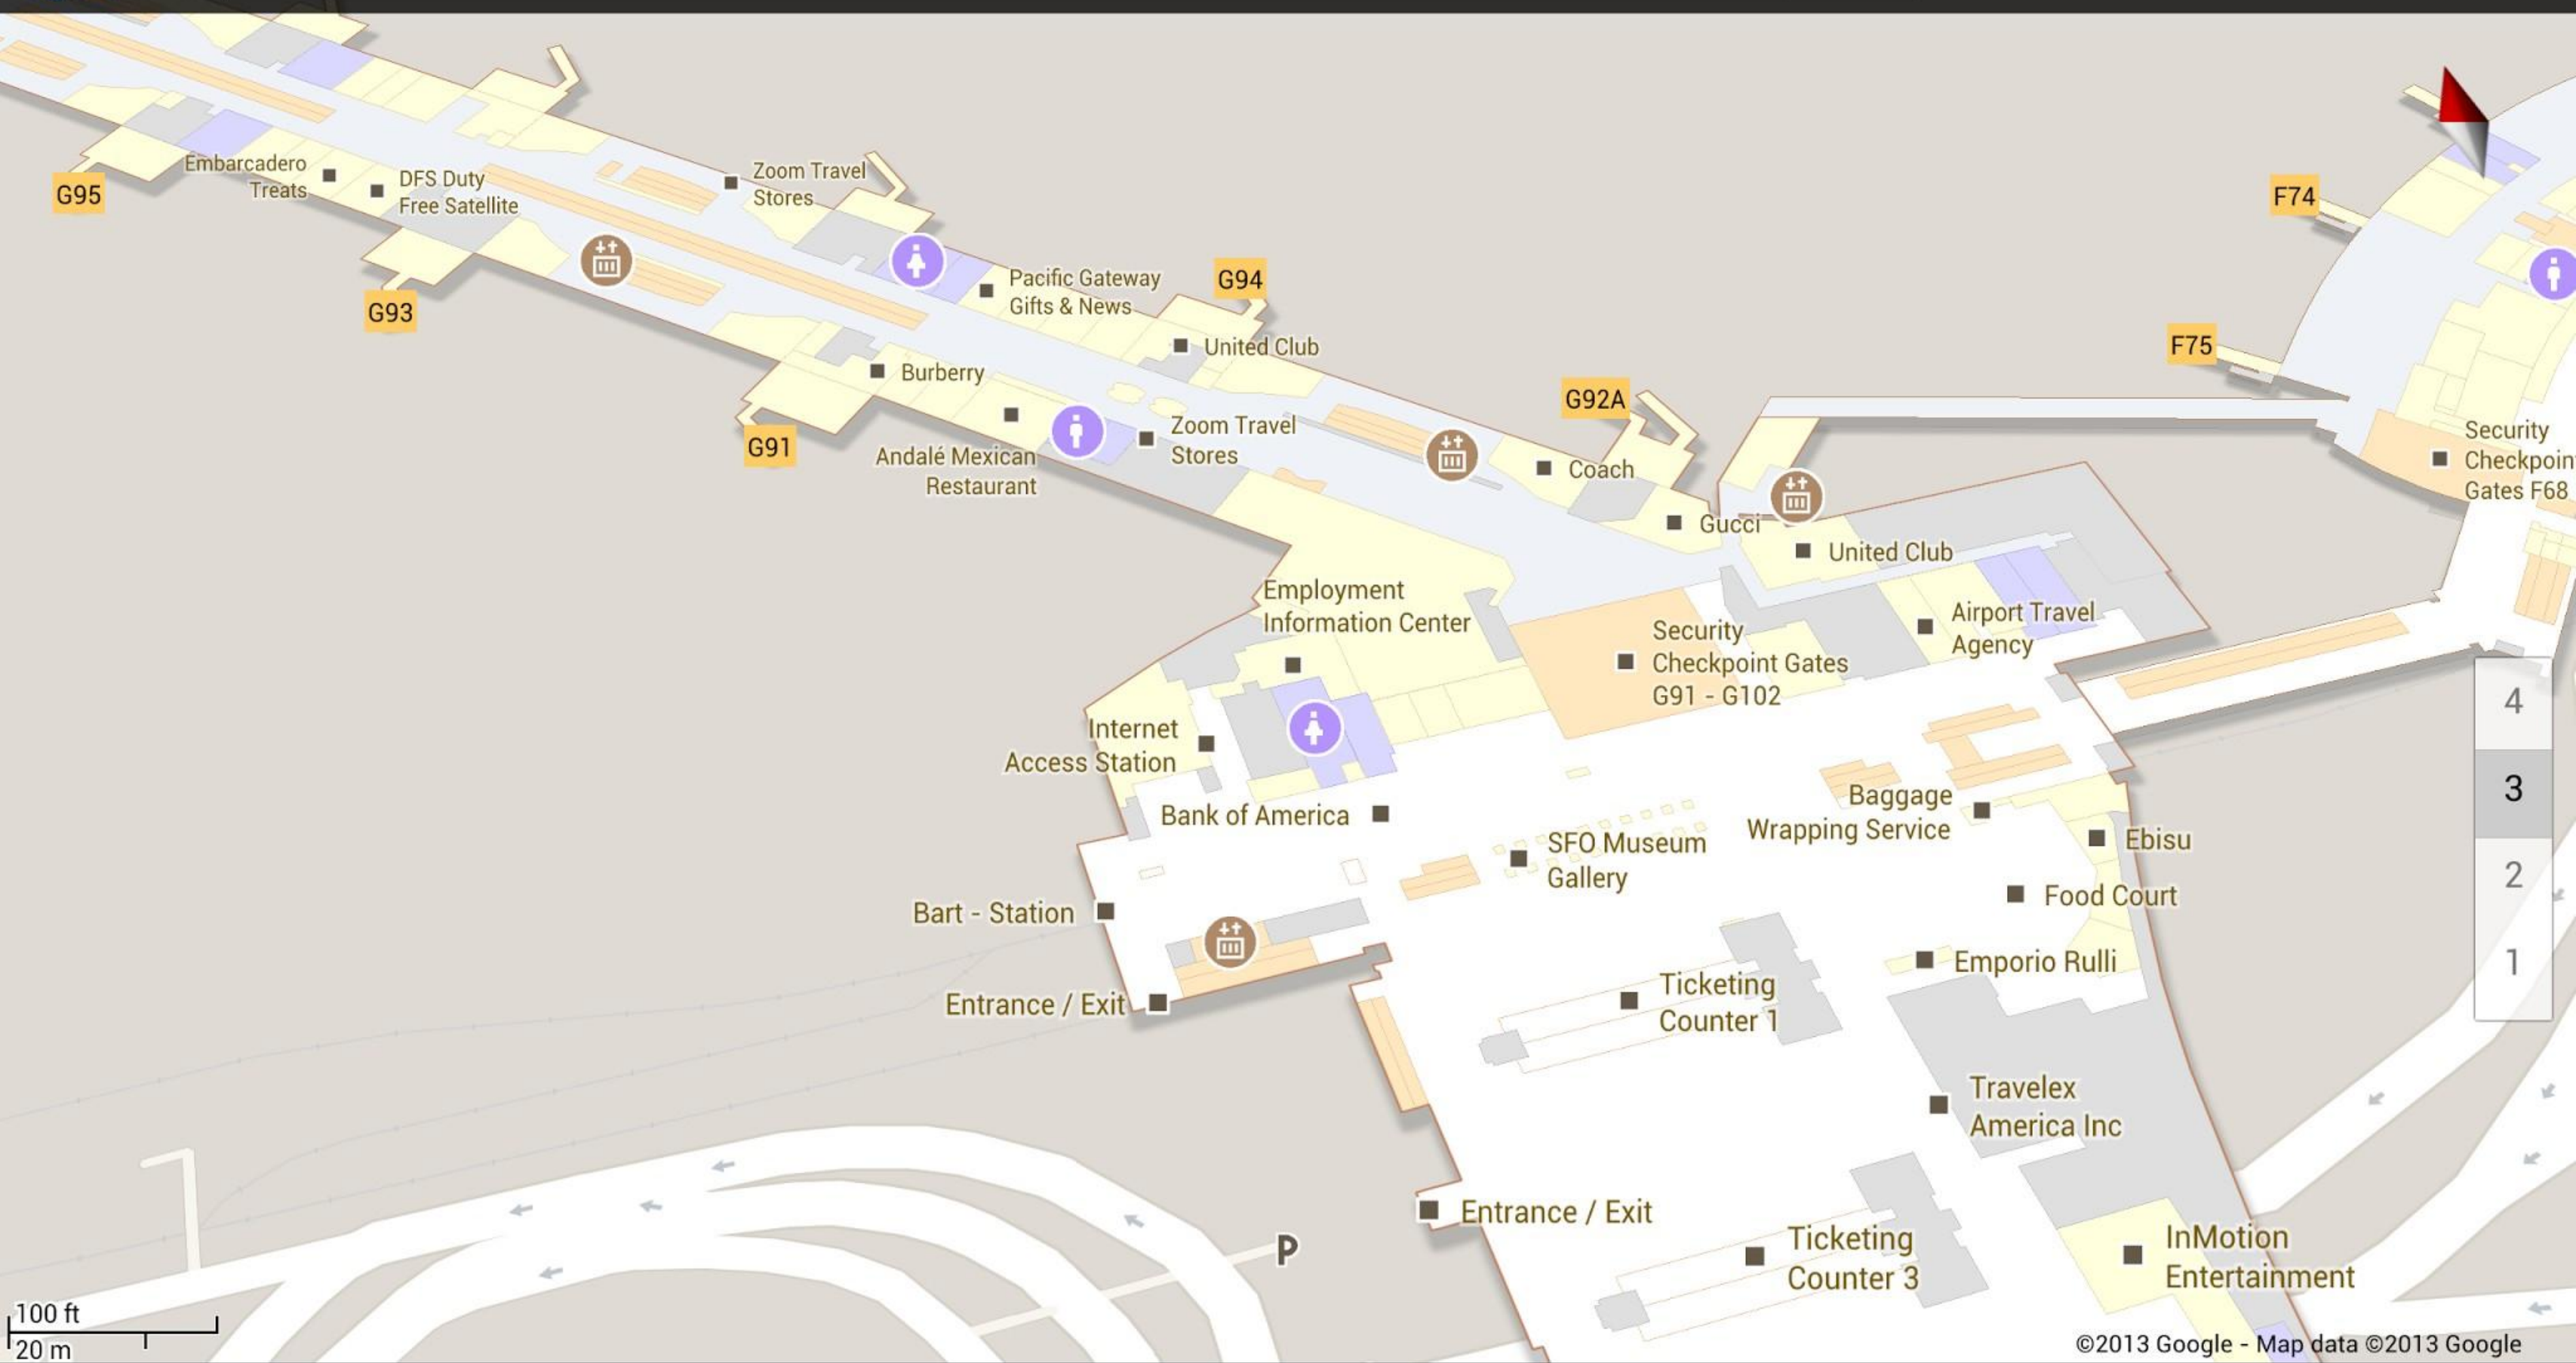 Embarcadero
Treats
DFS Duty
Free Satellite
Zoom Travel
Stores
G95
G93
Pacific Gateway
Gifts & News
G94
United Club
Burberry
G91
Andalé Mexican
Restaurant
Zoom Travel
Stores
G92A
Coach
Gucci
United Club
F74
F75
Security
Checkpoin
Gates F68
Employment
Information Center
Security
Checkpoint Gates
G91 - G102
Airport Travel
Agency
Internet
Access Station
Bank of America
SFO Museum
Gallery
Baggage
Wrapping Service
Ebisu
Food Court
Bart - Station
Emporio Rulli
Entrance / Exit
Ticketing
Counter 1
Travelex
America Inc
Entrance / Exit
P
Ticketing
Counter 3
InMotion
Entertainment
4
3
2
1
100 ft
20 m
©2013 Google - Map data ©2013 Google